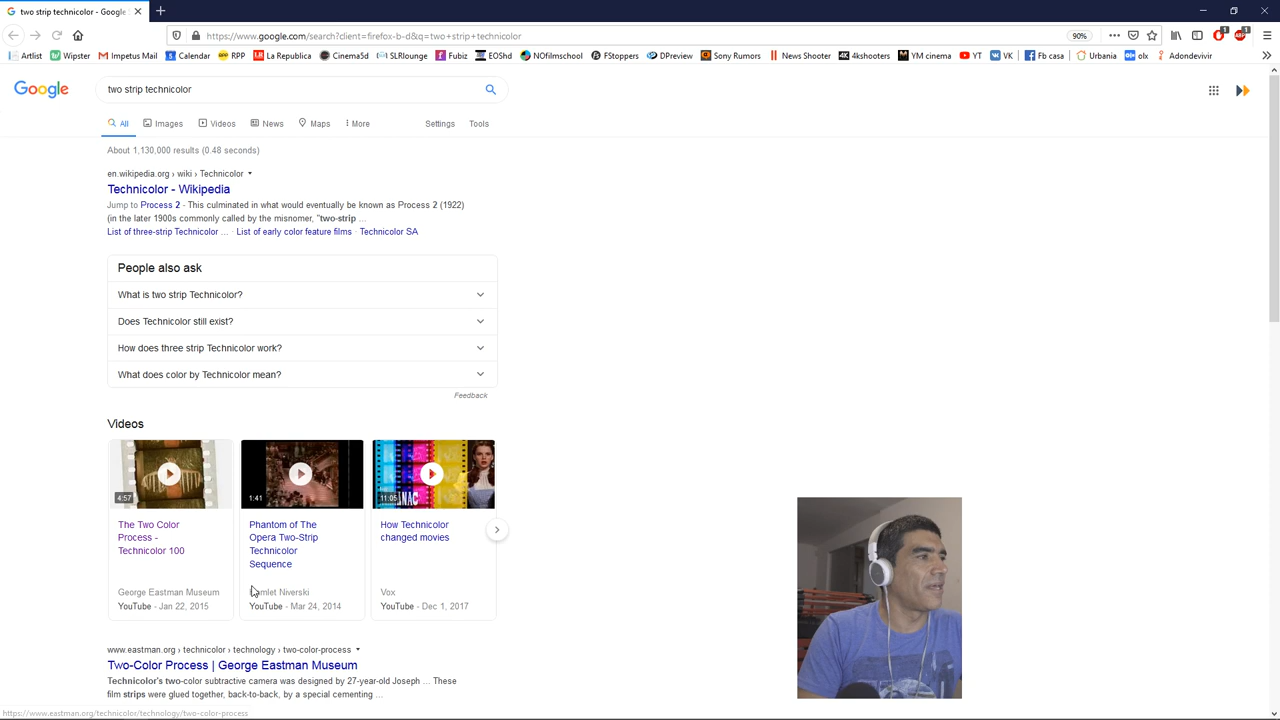 two strip technicolor - Google
https://www.google.com/search?client=firefox-b-d&q=two+strip+technicolor
90%
Artlist Wipster Impetus Mail Calendar RPP La Republica Cinema5d SLRlounge Fubiz EOShd NOfilmschool FStoppers DPreview Sony Rumors News Shooter 4kshooters YM cinema YT VK Fb casa Urbania olx Adondevivir
Google
two strip technicolor
All Images Videos News Maps More Settings Tools
About 1,130,000 results (0.48 seconds)
en.wikipedia.org › wiki › Technicolor
Technicolor - Wikipedia
Jump to Process 2 - This culminated in what would eventually be known as Process 2 (1922)
(in the later 1900s commonly called by the misnomer, "two-strip ...
List of three-strip Technicolor ... · List of early color feature films · Technicolor SA
People also ask
What is two strip Technicolor?
Does Technicolor still exist?
How does three strip Technicolor work?
What does color by Technicolor mean?
Feedback
Videos
4:57
The Two Color
Process -
Technicolor 100
George Eastman Museum
YouTube - Jan 22, 2015
1:41
Phantom of The
Opera Two-Strip
Technicolor
Sequence
Niverski
YouTube - Mar 24, 2014
11:05
How Technicolor
changed movies
Vox
YouTube - Dec 1, 2017
www.eastman.org › technicolor › technology › two-color-process
Two-Color Process | George Eastman Museum
Technicolor's two-color subtractive camera was designed by 27-year-old Joseph ... These
film strips were glued together, back-to-back, by a special cementing ...
https://www.eastman.org/technicolor/technology/two-color-process